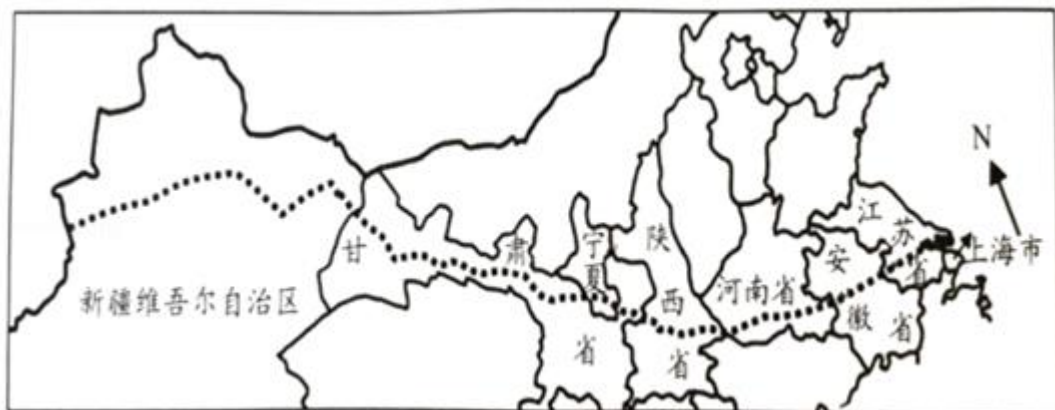 N
新疆维吾尔自治区
甘肃省
宁夏
陕西省
河南省
安徽省
江苏省
上海市